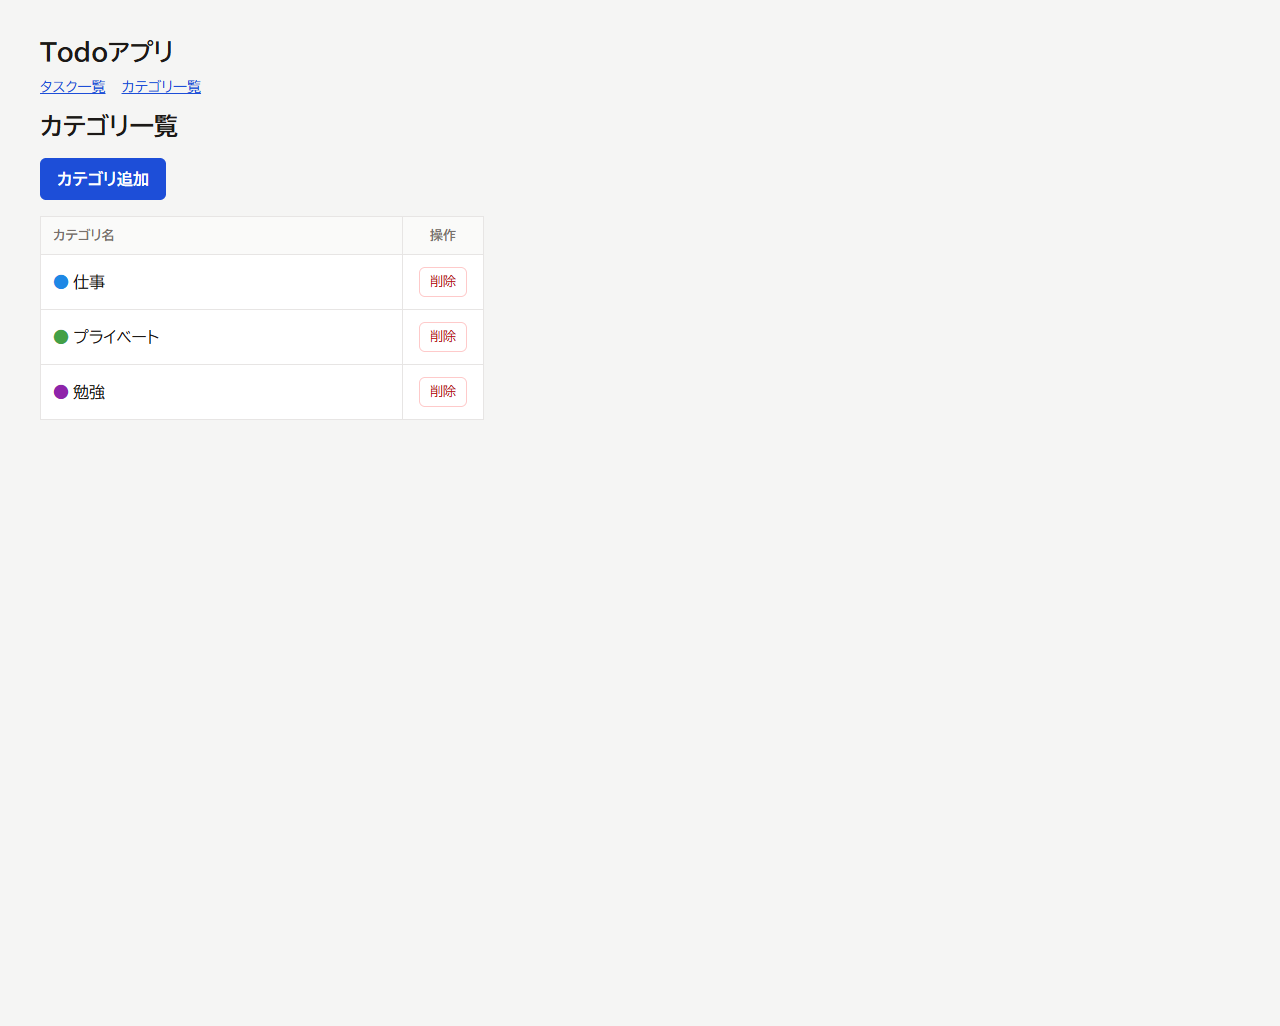 Todoアプリ
タスク一覧 カテゴリ一覧
カテゴリ一覧
カテゴリ追加
カテゴリ名 操作
仕事 削除
プライベート 削除
勉強 削除